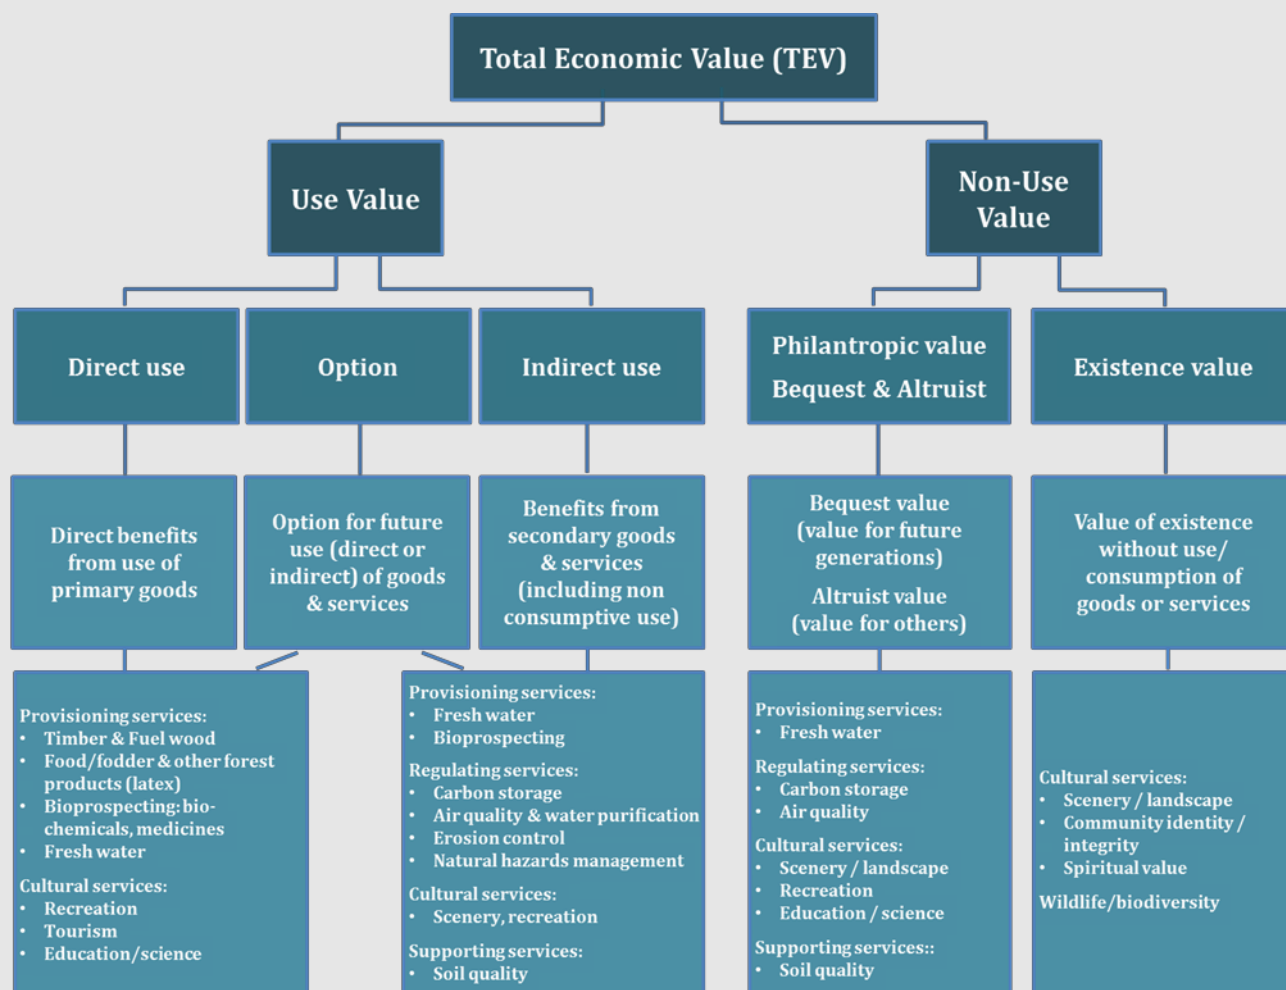 Total Economic Value (TEV)
Use Value
Non-Use
Value
Direct use
Option
Indirect use
Philantropic value
Bequest & Altruist
Existence value
Direct benefits
from use of
primary goods
Option for future
use (direct or
indirect) of goods
& services
Benefits from
secondary goods
& services
(including non
consumptive use)
Bequest value
(value for future
generations)
Altruist value
(value for others)
Value of existence
without use/
consumption of
goods or services
Provisioning services:
• Timber & Fuel wood
• Food/fodder & other forest
products (latex)
• Bioprospecting: bio-
chemicals, medicines
• Fresh water
Cultural services:
• Recreation
• Tourism
• Education/science
Provisioning services:
• Fresh water
• Bioprospecting
Regulating services:
• Carbon storage
• Air quality & water purification
• Erosion control
• Natural hazards management
Cultural services:
• Scenery, recreation
Supporting services:
• Soil quality
Provisioning services:
• Fresh water
Regulating services:
• Carbon storage
• Air quality
Cultural services:
• Scenery / landscape
• Recreation
• Education / science
Supporting services::
• Soil quality
Cultural services:
• Scenery / landscape
• Community identity /
integrity
• Spiritual value
Wildlife/biodiversity